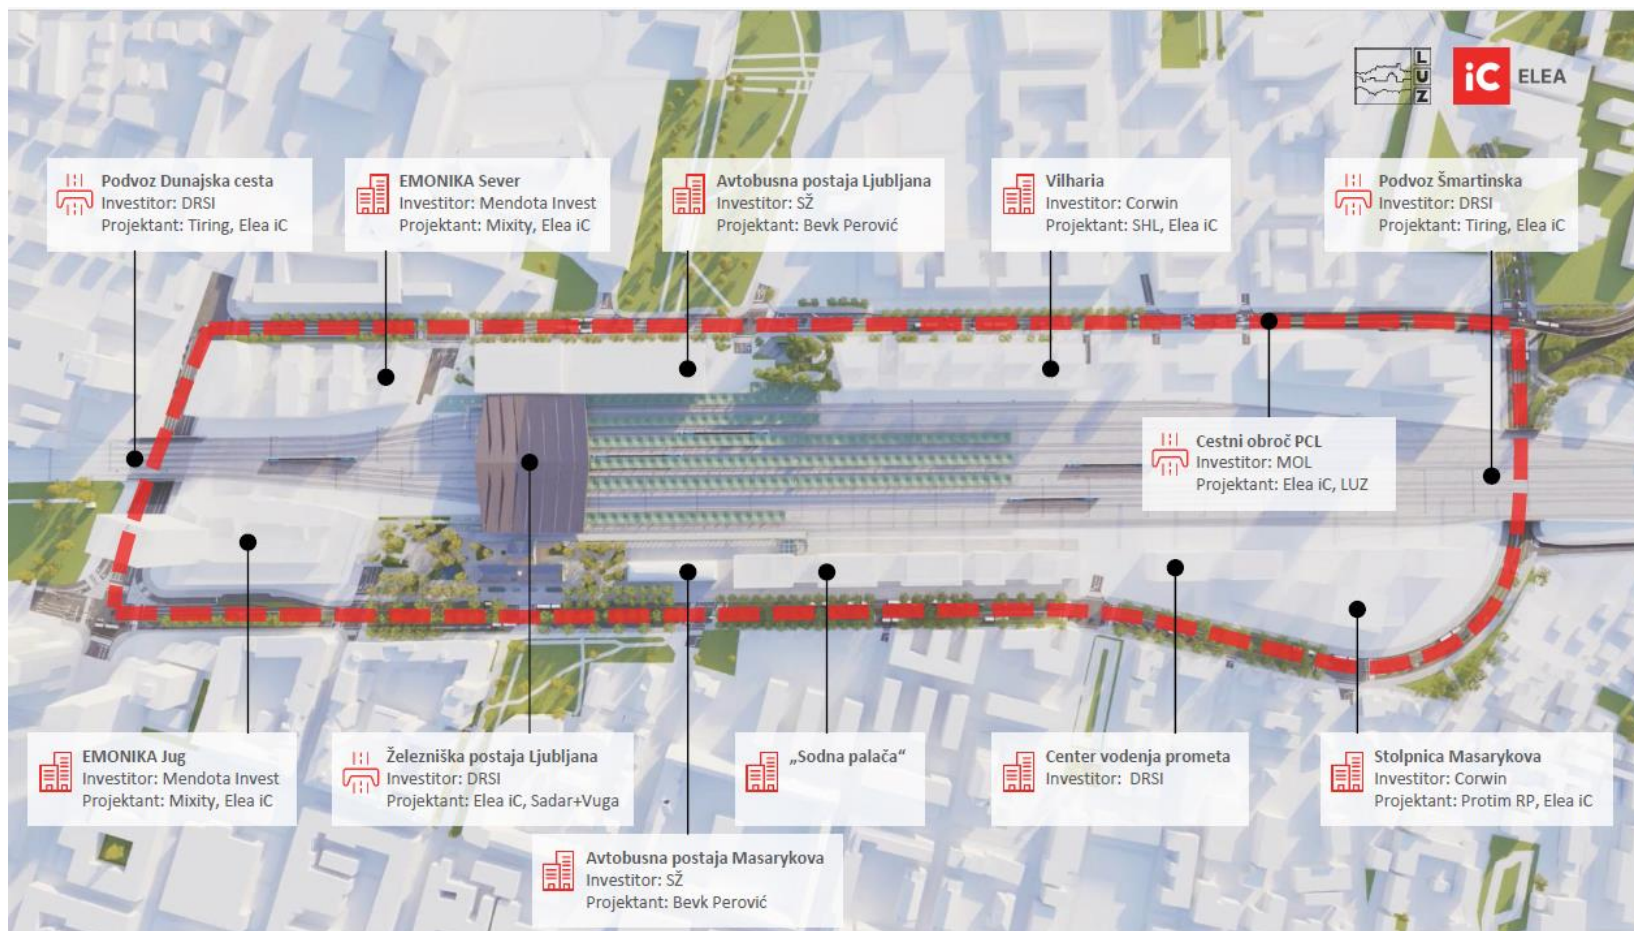 L
U
Z
iC ELEA
Podvoz Dunajska cesta
Investitor: DRSI
Projektant: Tiring, Elea iC
EMONIKA Sever
Investitor: Mendota Invest
Projektant: Mixity, Elea iC
Avtobusna postaja Ljubljana
Investitor: SŽ
Projektant: Bevk Perović
Vilharia
Investitor: Corwin
Projektant: SHL, Elea iC
Podvoz Šmartinska
Investitor: DRSI
Projektant: Tiring, Elea iC
Cestni obroč PCL
Investitor: MOL
Projektant: Elea iC, LUZ
EMONIKA Jug
Investitor: Mendota Invest
Projektant: Mixity, Elea iC
Železniška postaja Ljubljana
Investitor: DRSI
Projektant: Elea iC, Sadar+Vuga
„Sodna palača“
Center vodenja prometa
Investitor: DRSI
Stolpnica Masarykova
Investitor: Corwin
Projektant: Protim RP, Elea iC
Avtobusna postaja Masarykova
Investitor: SŽ
Projektant: Bevk Perović